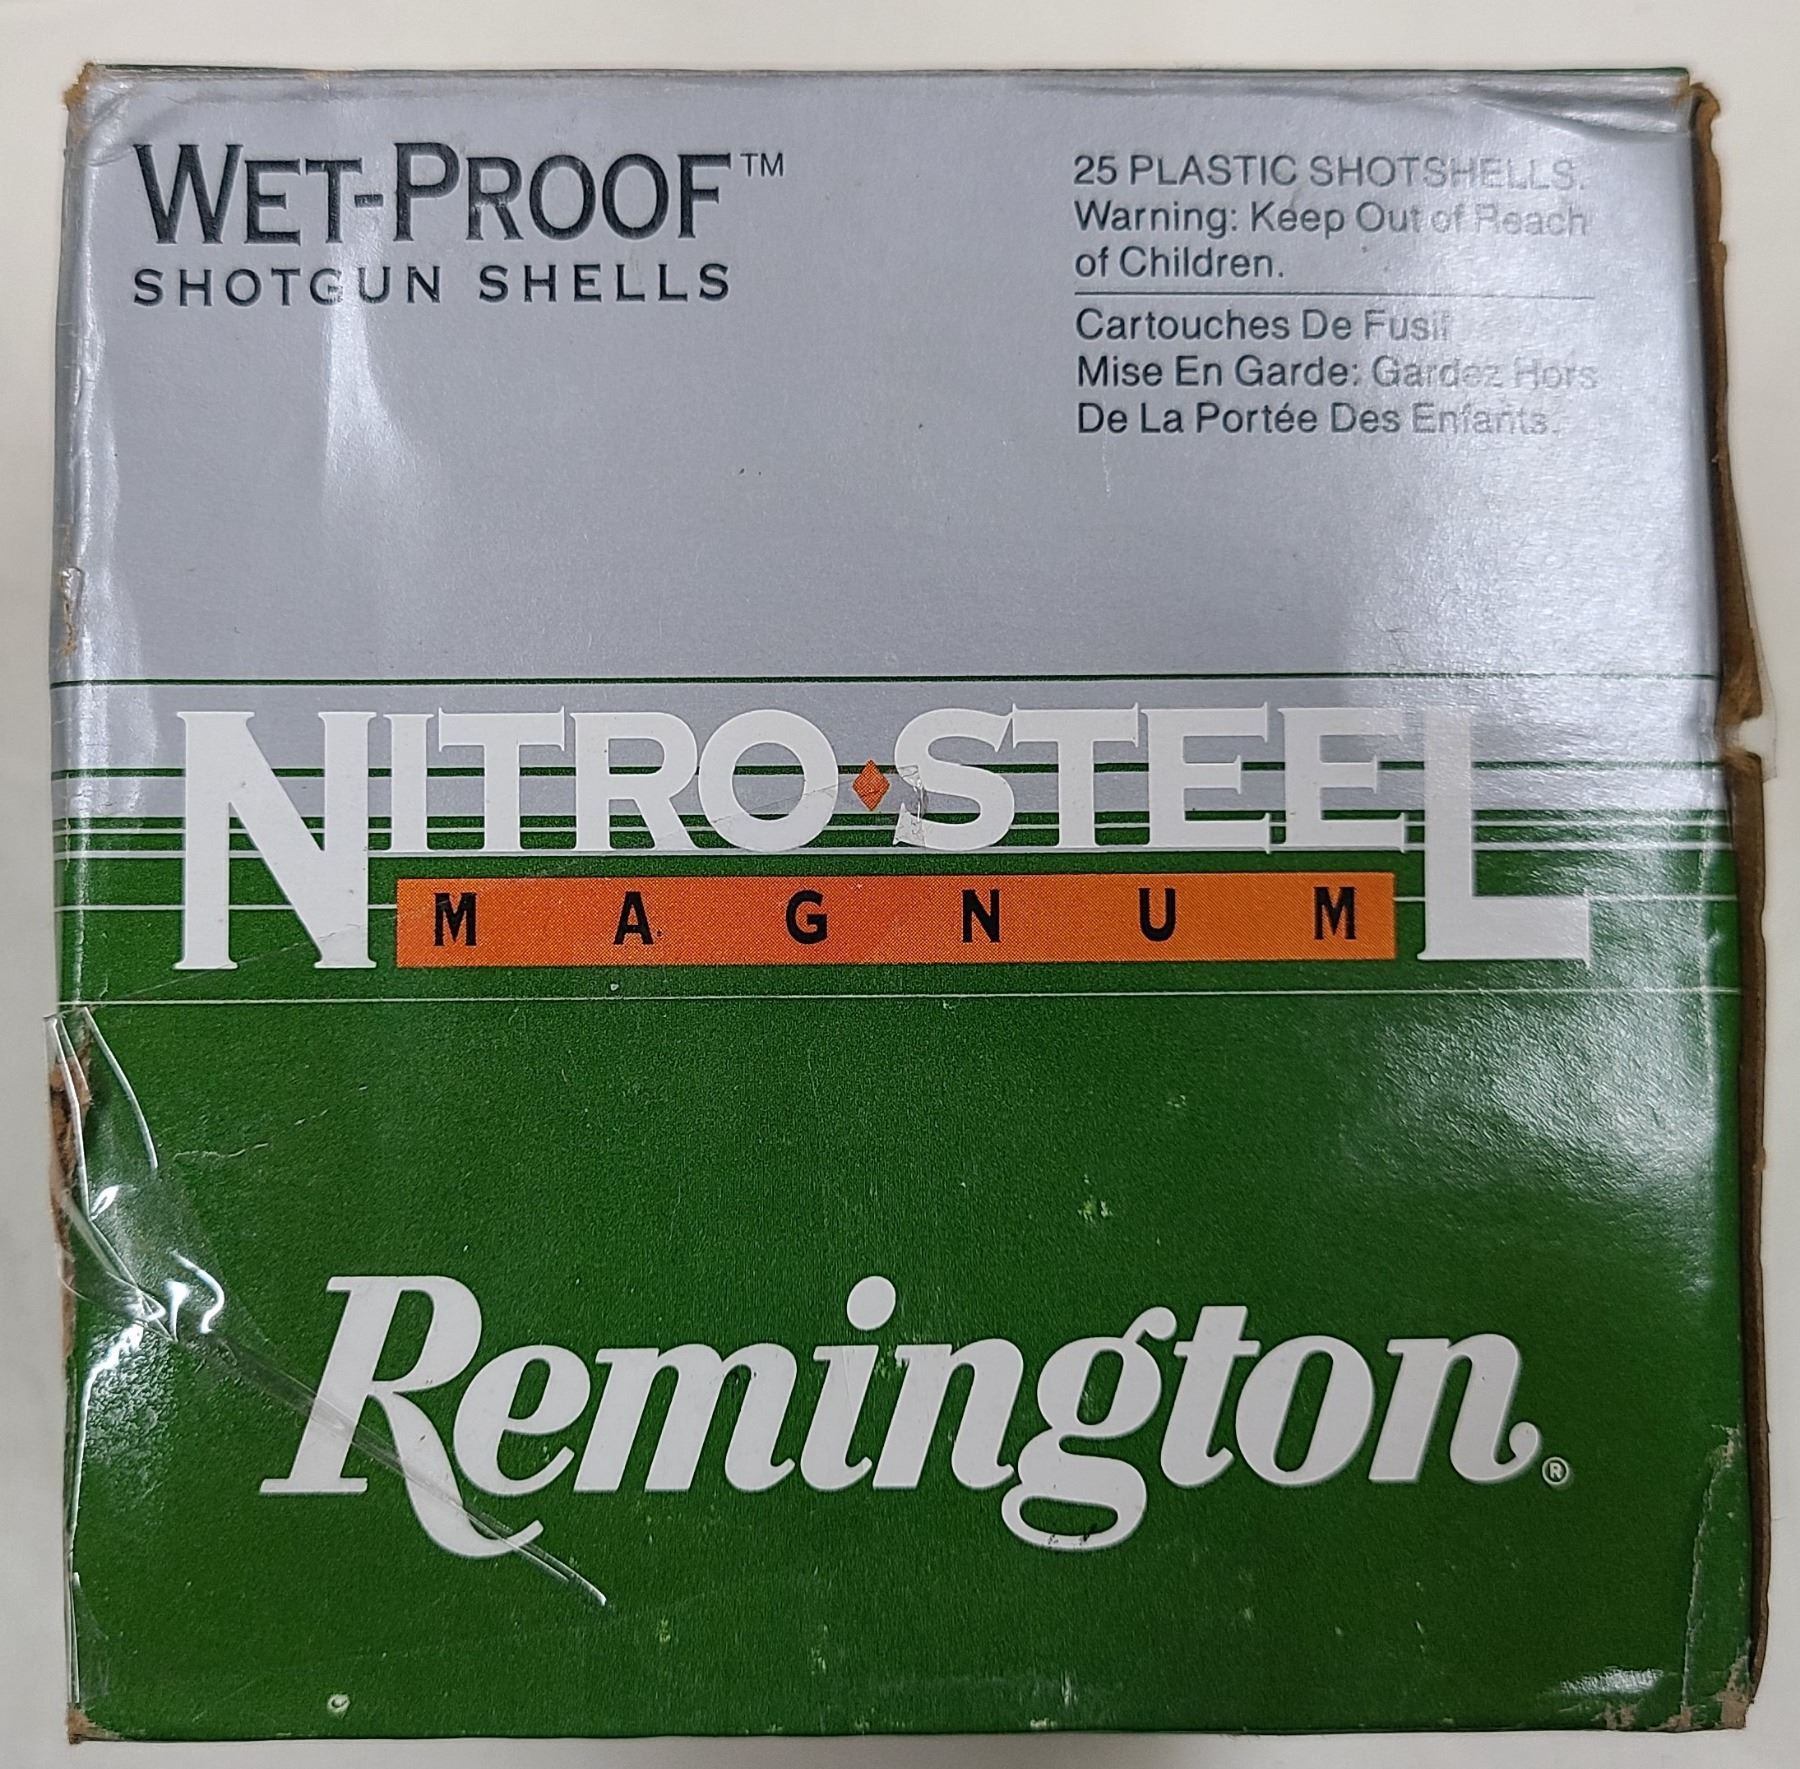 WET-PROOF™
SHOTGUN SHELLS
25 PLASTIC SHOTSHELLS.
Warning: Keep Out of Reach
of Children.
Cartouches De Fusil
Mise En Garde: Gardez Hors
De La Portée Des Enfants.
NITRO♦STEEL
MAGNUM
Remington®